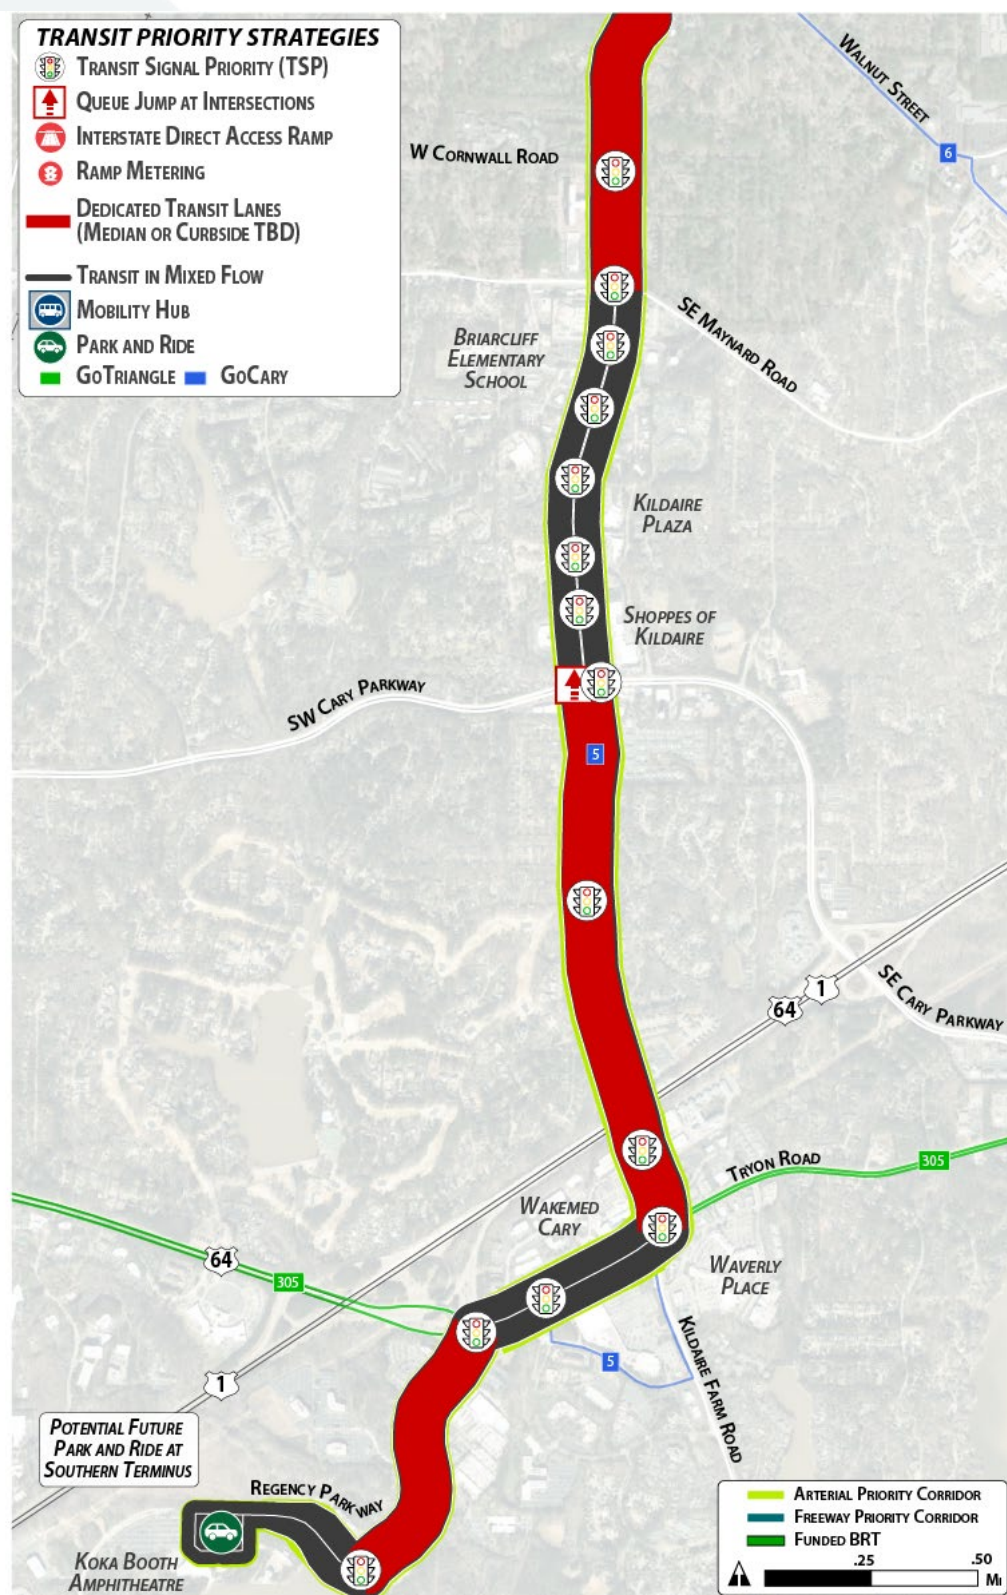 TRANSIT PRIORITY STRATEGIES
TRANSIT SIGNAL PRIORITY (TSP)
QUEUE JUMP AT INTERSECTIONS
INTERSTATE DIRECT ACCESS RAMP
RAMP METERING
DEDICATED TRANSIT LANES
(MEDIAN OR CURBSIDE TBD)
TRANSIT IN MIXED FLOW
MOBILITY HUB
PARK AND RIDE
GOTRIANGLE GOCARY
WALNUT STREET
6
W CORNWALL ROAD
SE MAYNARD ROAD
BRIARCLIFF
ELEMENTARY
SCHOOL
KILDAIRE
PLAZA
SHOPPES OF
KILDAIRE
SW CARY PARKWAY
5
1
64
SE CARY PARKWAY
TRYON ROAD
305
WAKEMED
CARY
WAVERLY
PLACE
64
305
KILDAIRE FARM ROAD
5
1
POTENTIAL FUTURE
PARK AND RIDE AT
SOUTHERN TERMINUS
REGENCY PARKWAY
KOKA BOOTH
AMPHITHEATRE
ARTERIAL PRIORITY CORRIDOR
FREEWAY PRIORITY CORRIDOR
FUNDED BRT
.25 .50
MI